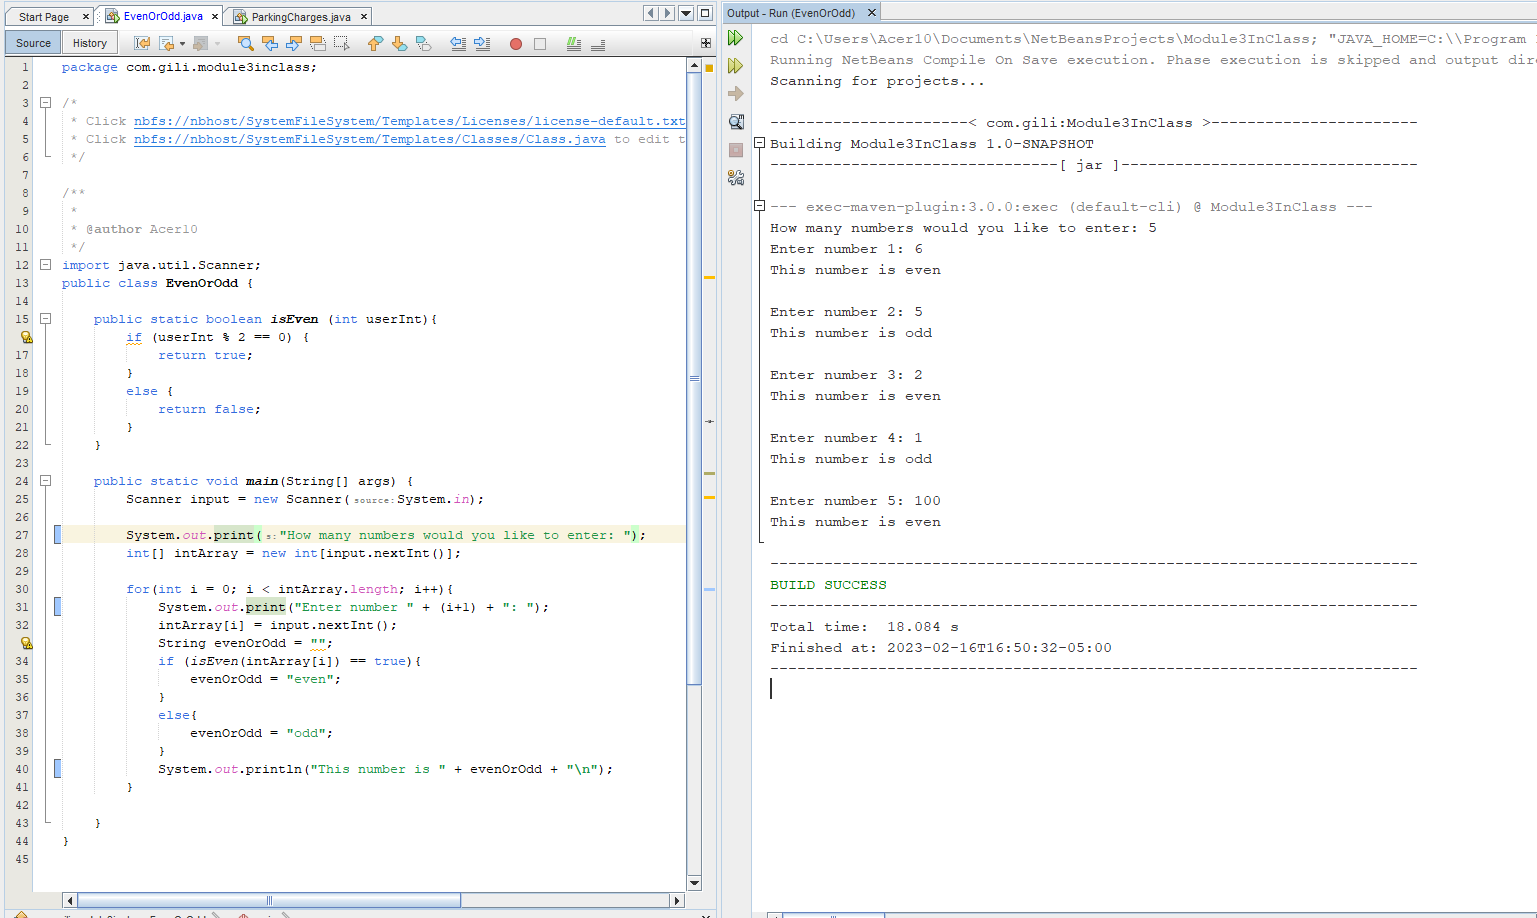 Start Page
EvenOrOdd.java
ParkingCharges.java
Source
History
1 package com.gili.module3inclass;
2
3 /*
4 * Click nbfs://nbhost/SystemFileSystem/Templates/Licenses/license-default.txt
5 * Click nbfs://nbhost/SystemFileSystem/Templates/Classes/Class.java to edit t
6 */
7
8 /**
9 *
10 * @author Acer10
11 */
12 import java.util.Scanner;
13 public class EvenOrOdd {
14
15 public static boolean isEven (int userInt){
if (userInt % 2 == 0) {
17 return true;
18 }
19 else {
20 return false;
21 }
22 }
23
24 public static void main(String[] args) {
25 Scanner input = new Scanner(source:System.in);
26
27 System.out.print(s:"How many numbers would you like to enter: ");
28 int[] intArray = new int[input.nextInt()];
29
30 for(int i = 0; i < intArray.length; i++){
31 System.out.print("Enter number " + (i+1) + ": ");
32 intArray[i] = input.nextInt();
String evenOrOdd = "";
34 if (isEven(intArray[i]) == true){
35 evenOrOdd = "even";
36 }
37 else{
38 evenOrOdd = "odd";
39 }
40 System.out.println("This number is " + evenOrOdd + "\n");
41 }
42
43 }
44 }
45
Output - Run (EvenOrOdd)
cd C:\Users\Acer10\Documents\NetBeansProjects\Module3InClass; "JAVA_HOME=C:\\Program
Running NetBeans Compile On Save execution. Phase execution is skipped and output dir
Scanning for projects...
----------------------< com.gili:Module3InClass >-----------------------
Building Module3InClass 1.0-SNAPSHOT
--------------------------------[ jar ]---------------------------------
--- exec-maven-plugin:3.0.0:exec (default-cli) @ Module3InClass ---
How many numbers would you like to enter: 5
Enter number 1: 6
This number is even
Enter number 2: 5
This number is odd
Enter number 3: 2
This number is even
Enter number 4: 1
This number is odd
Enter number 5: 100
This number is even
------------------------------------------------------------------------
BUILD SUCCESS
------------------------------------------------------------------------
Total time: 18.084 s
Finished at: 2023-02-16T16:50:32-05:00
------------------------------------------------------------------------